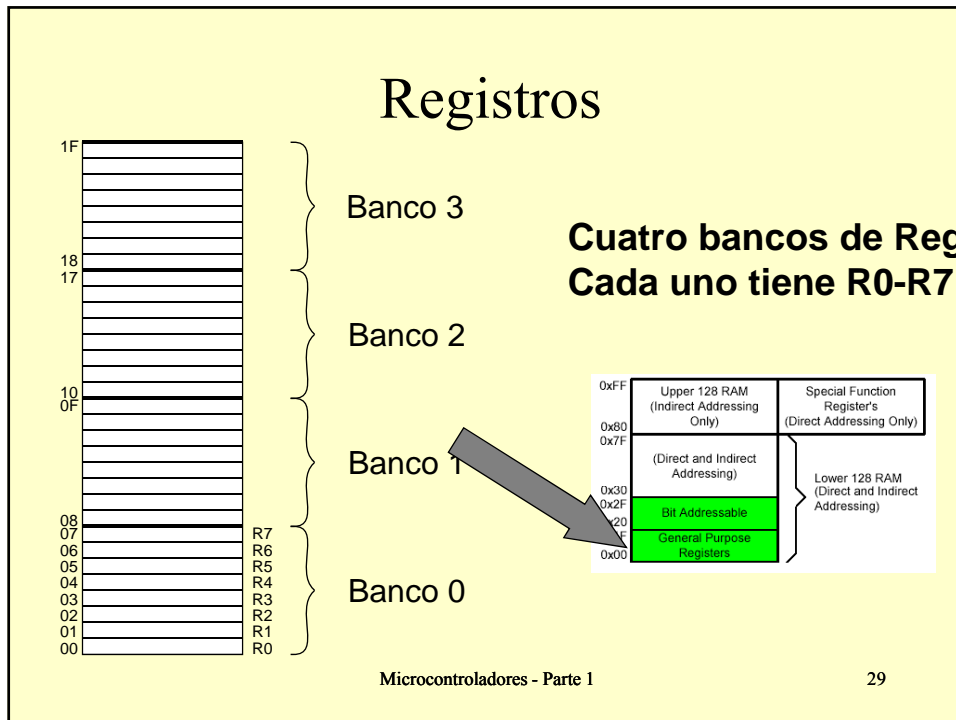 Registros
1F
Banco 3
Cuatro bancos de Reg
Cada uno tiene R0-R7
18
17
Banco 2
10
0F
Banco 1
08
07 R7
06 R6
05 R5
04 R4
03 R3
02 R2
01 R1
00 R0
Banco 0
0xFF
Upper 128 RAM
(Indirect Addressing
Only)
Special Function
Register's
(Direct Addressing Only)
0x80
0x7F
(Direct and Indirect
Addressing)
Lower 128 RAM
(Direct and Indirect
Addressing)
0x30
0x2F
Bit Addressable
x20
F
General Purpose
Registers
0x00
Microcontroladores - Parte 1
29